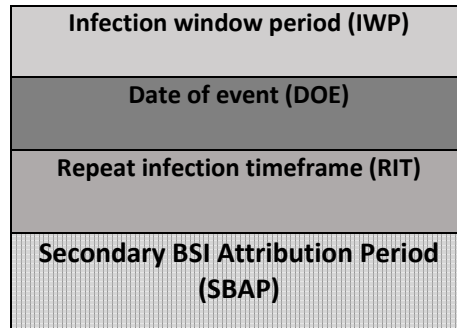 Infection window period (IWP)
Date of event (DOE)
Repeat infection timeframe (RIT)
Secondary BSI Attribution Period
(SBAP)